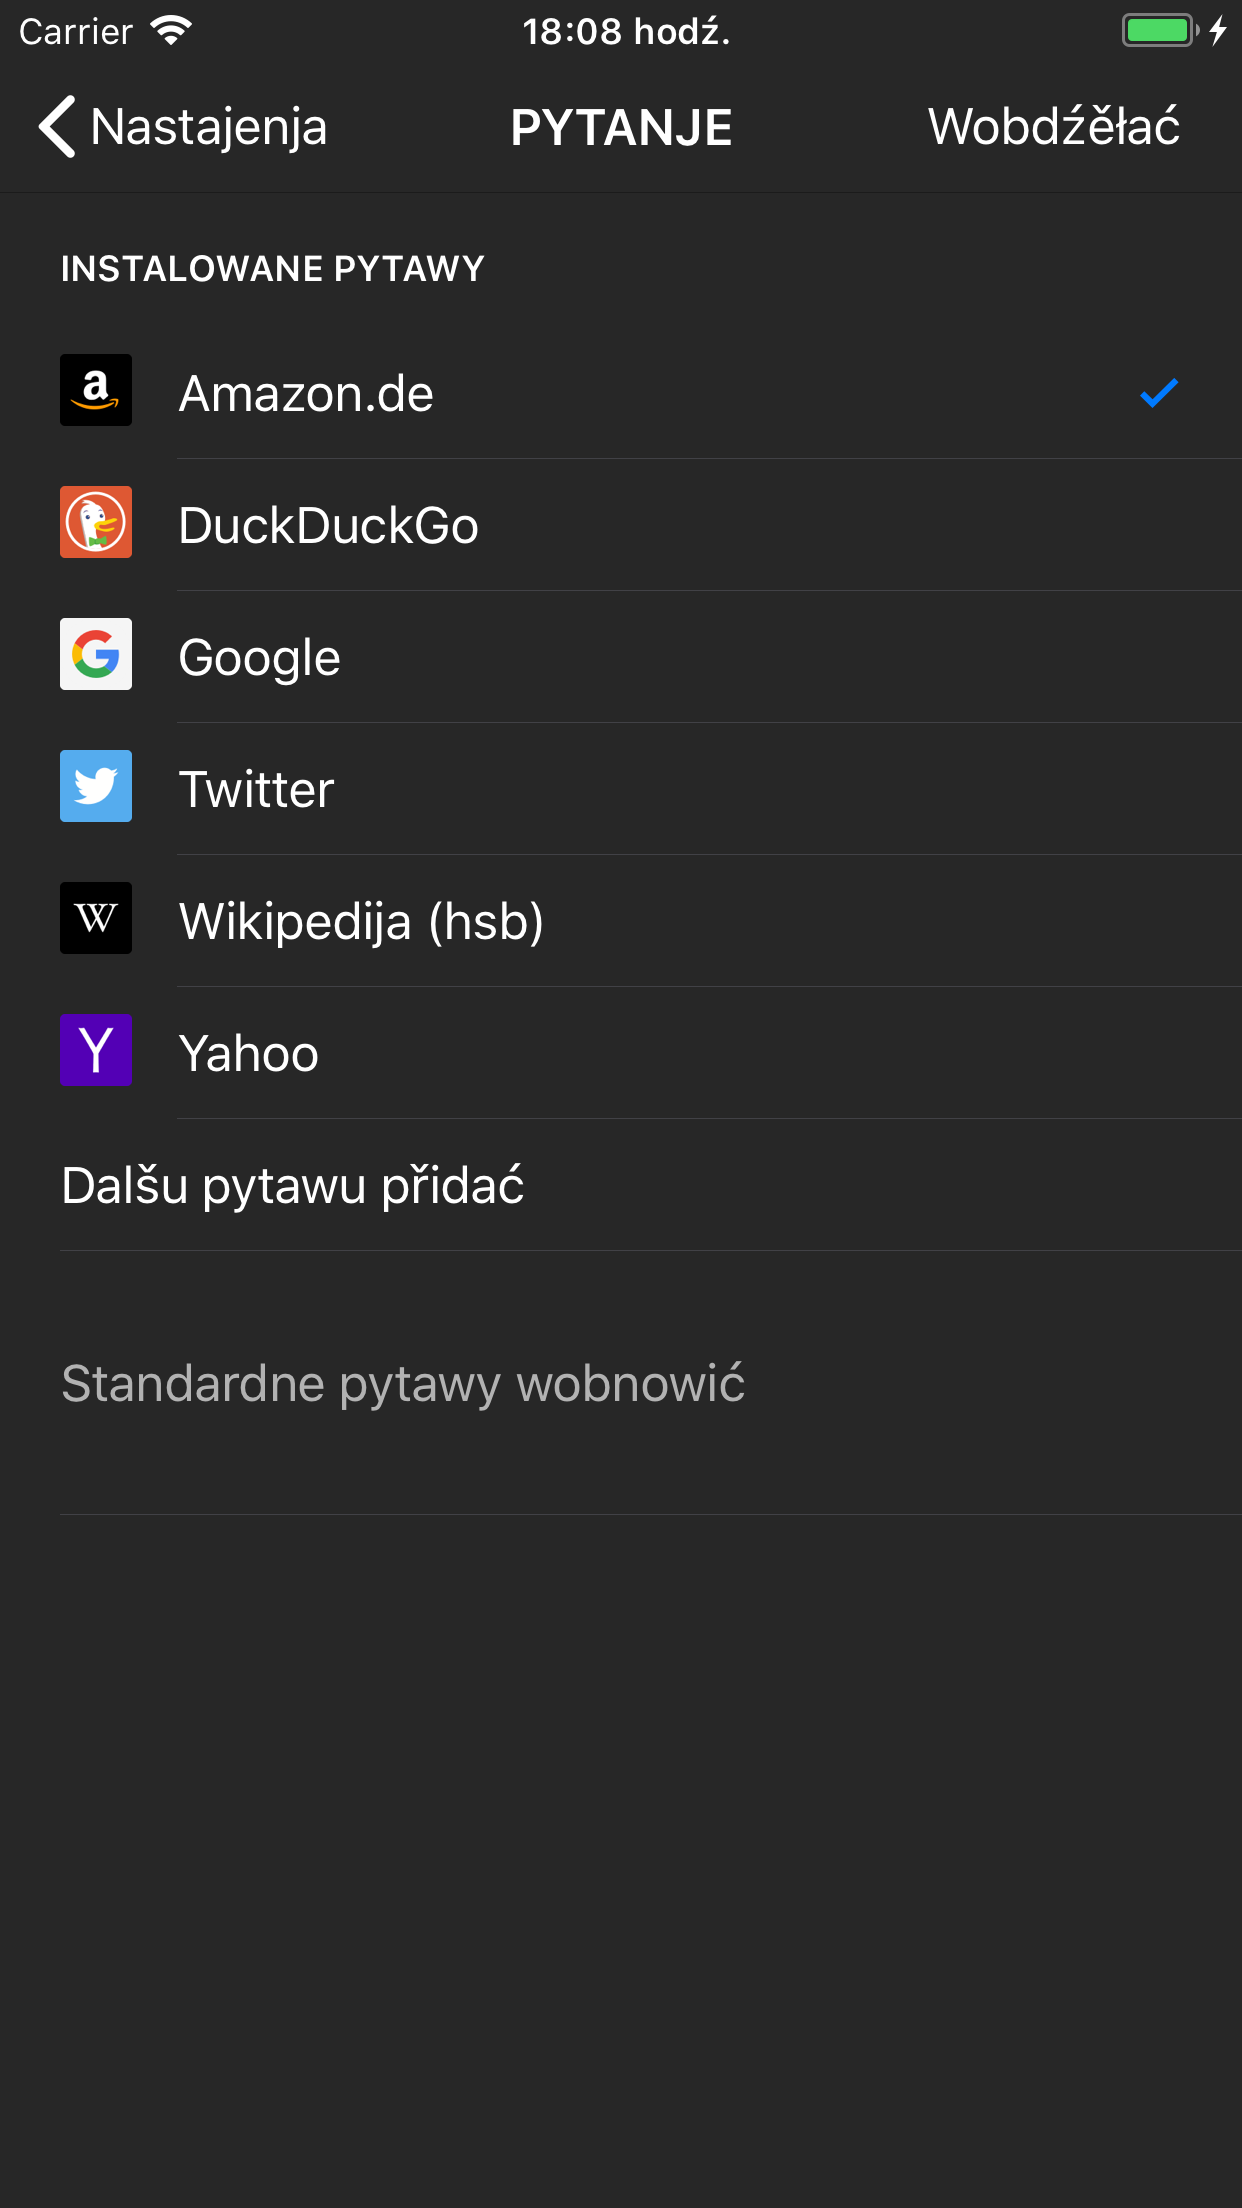 Carrier 18:08 hodź.
Nastajenja PYTANJE Wobdźěłać
INSTALOWANE PYTAWY
Amazon.de
DuckDuckGo
Google
Twitter
Wikipedija (hsb)
Yahoo
Dalšu pytawu přidać
Standardne pytawy wobnowić